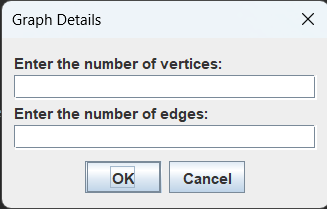 Graph Details
Enter the number of vertices:
Enter the number of edges:
OK
Cancel